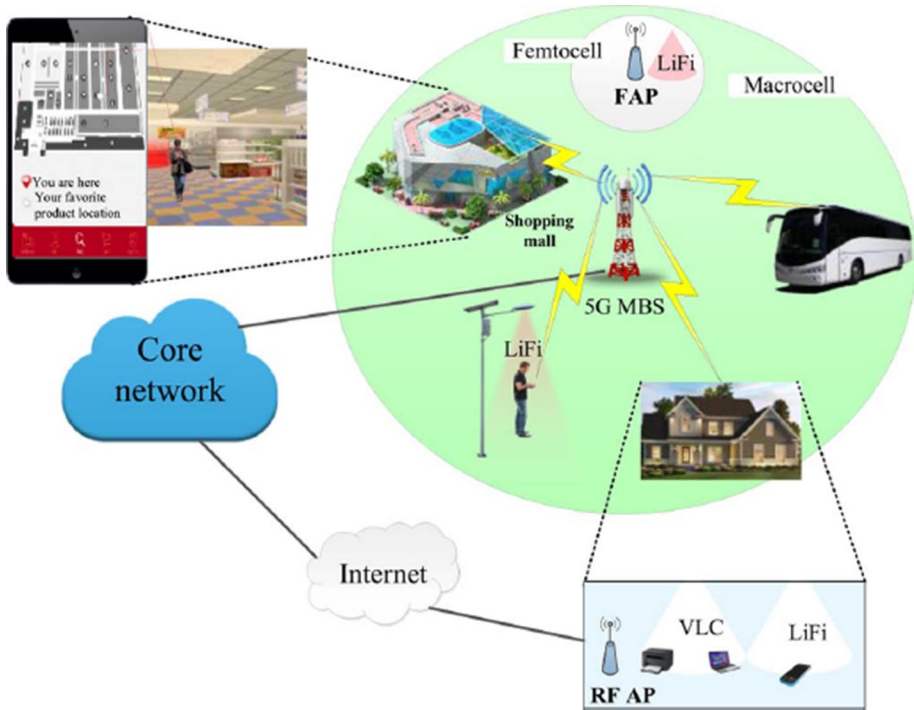 Femtocell
LiFi
FAP
Macrocell
You are here
Your favorite
product location
Shopping
mall
5G MBS
LiFi
Core
network
Internet
VLC
LiFi
RF AP